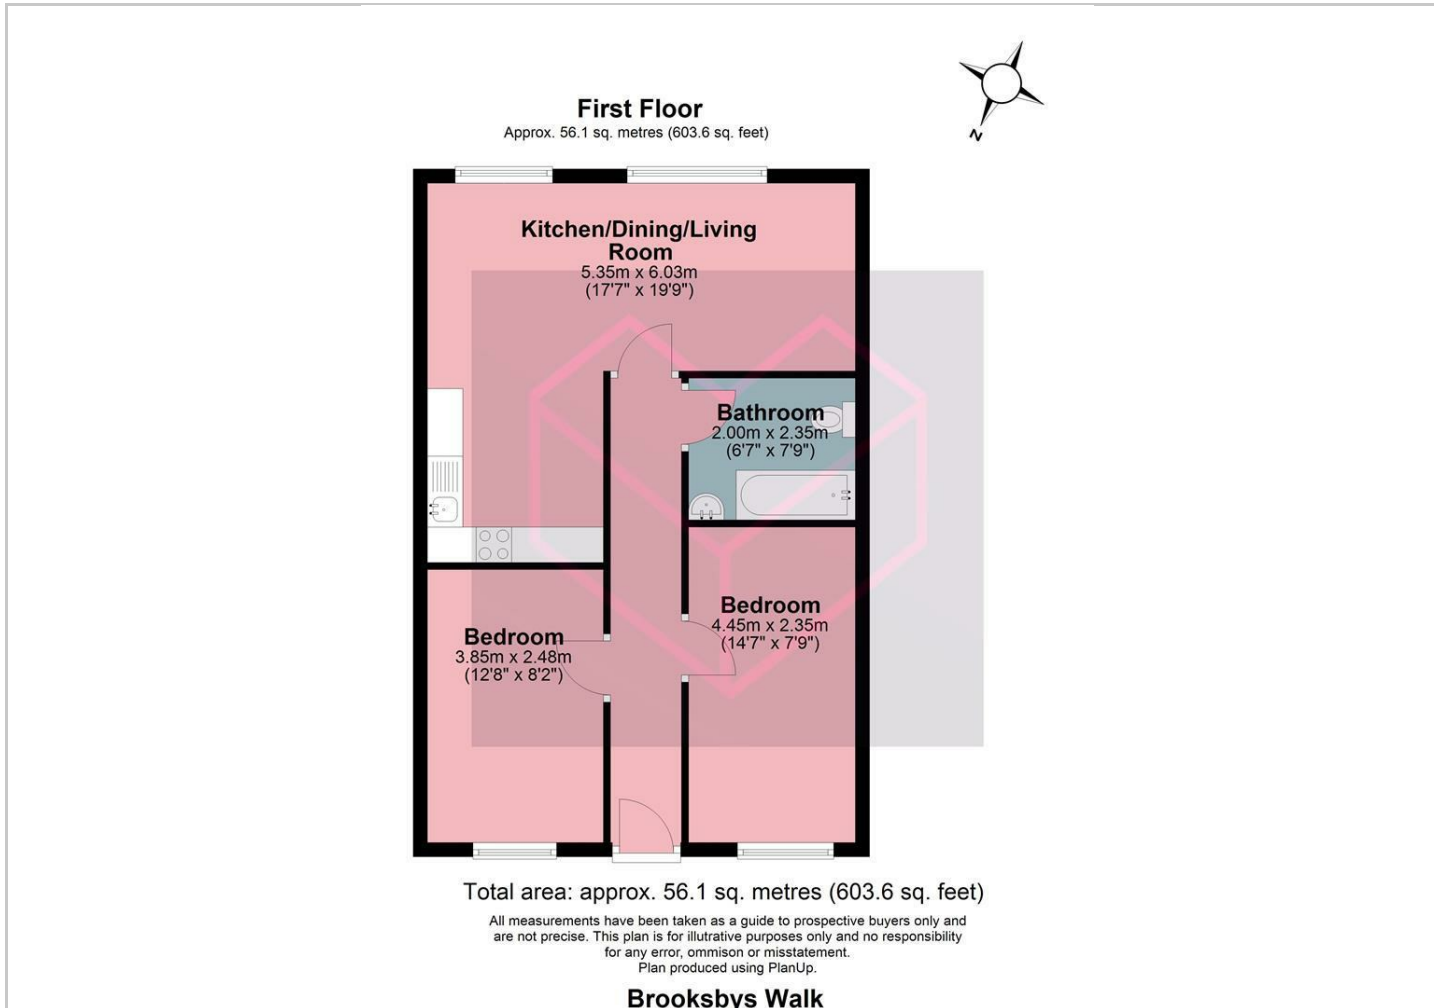 First Floor
Approx. 56.1 sq. metres (603.6 sq. feet)
N
Kitchen/Dining/Living
Room
5.35m x 6.03m
(17'7" x 19'9")
Bathroom
2.00m x 2.35m
(6'7" x 7'9")
Bedroom
4.45m x 2.35m
(14'7" x 7'9")
Bedroom
3.85m x 2.48m
(12'8" x 8'2")
Total area: approx. 56.1 sq. metres (603.6 sq. feet)
All measurements have been taken as a guide to prospective buyers only and
are not precise. This plan is for illutrative purposes only and no responsibility
for any error, ommison or misstatement.
Plan produced using PlanUp.
Brooksbys Walk